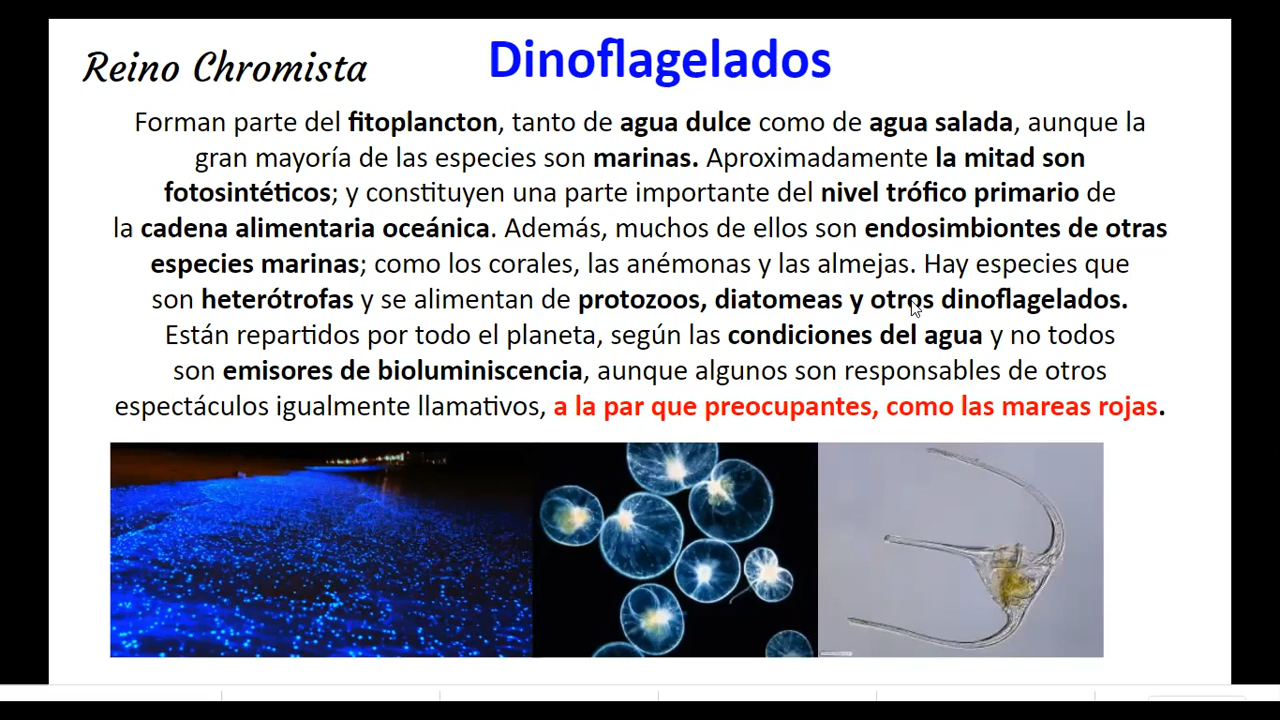 Reino Chromista
Dinoflagelados
Forman parte del fitoplancton, tanto de agua dulce como de agua salada, aunque la
gran mayoría de las especies son marinas. Aproximadamente la mitad son
fotosintéticos; y constituyen una parte importante del nivel trófico primario de
la cadena alimentaria oceánica. Además, muchos de ellos son endosimbiontes de otras
especies marinas; como los corales, las anémonas y las almejas. Hay especies que
son heterótrofas y se alimentan de protozoos, diatomeas y otros dinoflagelados.
Están repartidos por todo el planeta, según las condiciones del agua y no todos
son emisores de bioluminiscencia, aunque algunos son responsables de otros
espectáculos igualmente llamativos, a la par que preocupantes, como las mareas rojas.